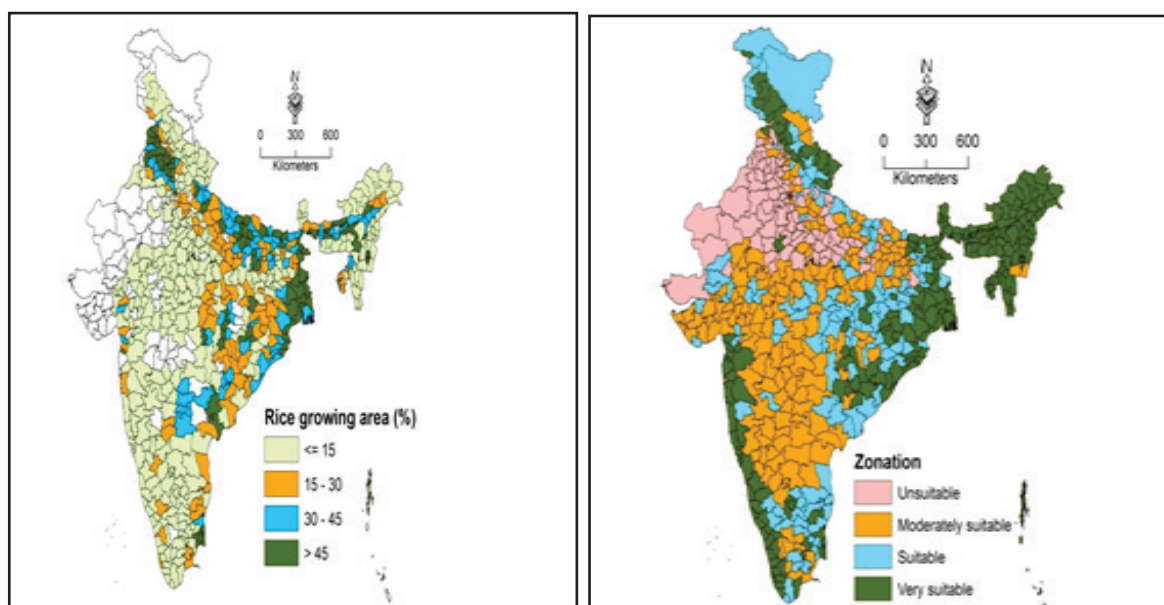 N
0 300 600
Kilometers
Rice growing area (%)
<= 15
15 - 30
30 - 45
> 45
N
0 300 600
Kilometers
Zonation
Unsuitable
Moderately suitable
Suitable
Very suitable